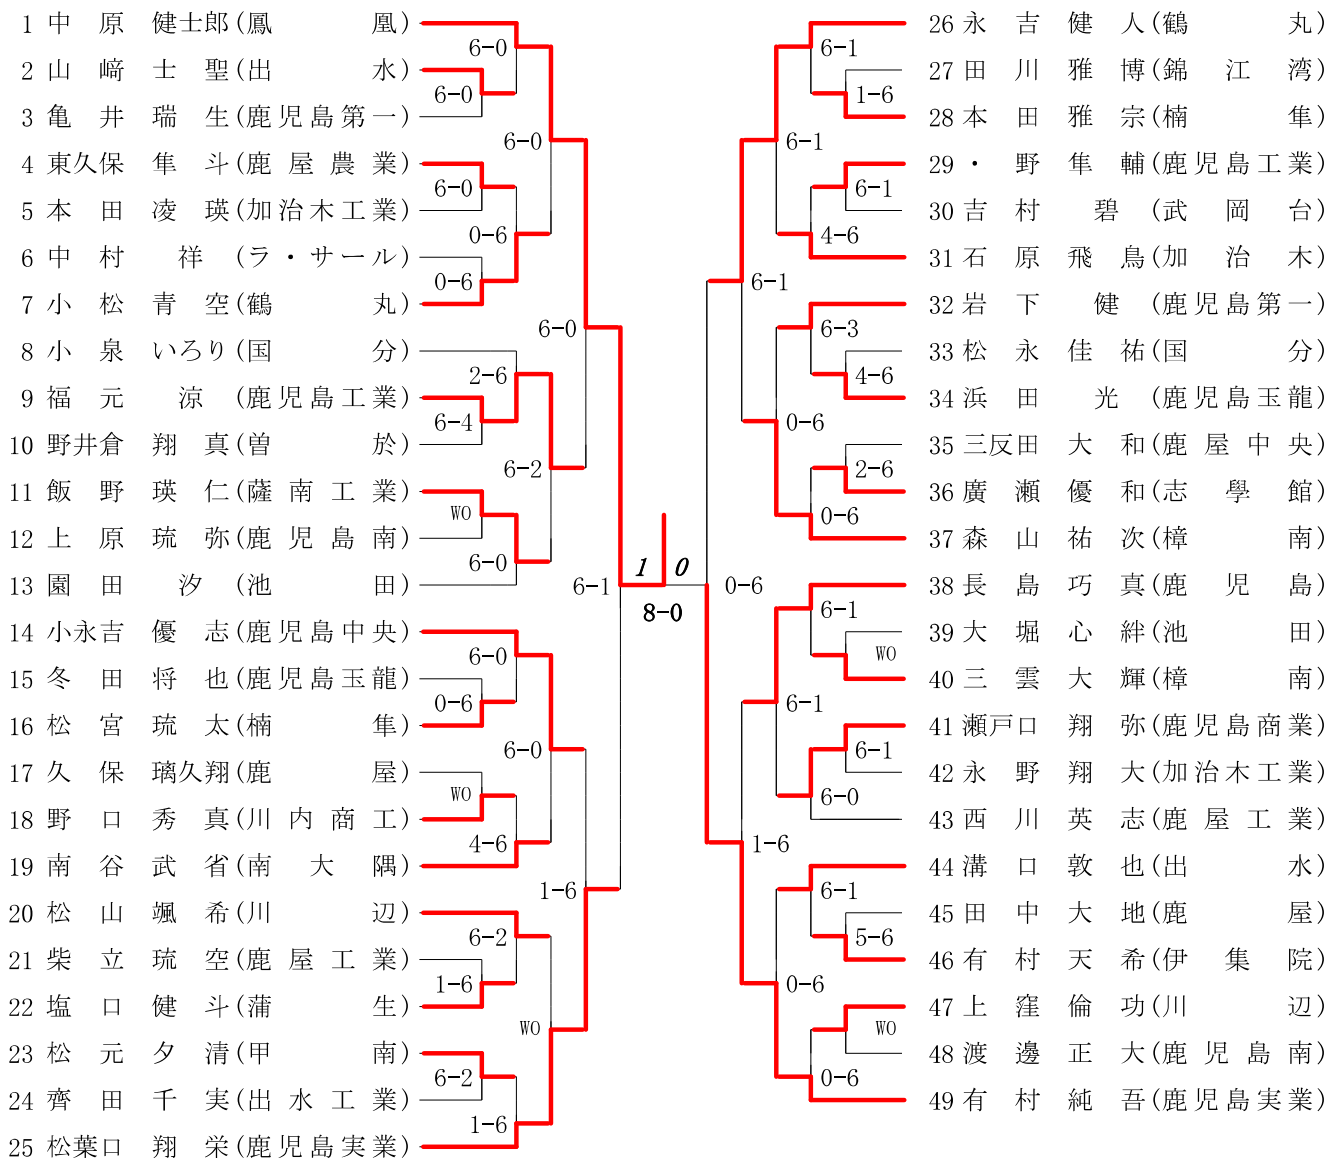 1 中原 健士郎(鳳凰)
6-0
2 山﨑 士聖(出水)
6-0
3 亀井 瑞生(鹿児島第一)
6-0
4 東久保 隼斗(鹿屋農業)
6-0
5 本田 凌瑛(加治木工業)
0-6
6 中村 祥(ラ・サール)
0-6
7 小松 青空(鶴丸)
6-0
8 小泉 いろり(国分)
2-6
9 福元 涼(鹿児島工業)
6-4
10 野井倉 翔真(曽於)
6-2
11 飯野 瑛仁(薩南工業)
WO
12 上原 琉弥(鹿児島南)
6-0
13 園田 汐(池田)
6-1
14 小永吉 優志(鹿児島中央)
6-0
15 冬田 将也(鹿児島玉龍)
0-6
16 松宮 琉太(楠隼)
6-0
17 久保 璃久翔(鹿屋)
WO
18 野口 秀真(川内商工)
4-6
19 南谷 武省(南大隅)
1-6
20 松山 颯希(川辺)
6-2
21 柴立 琉空(鹿屋工業)
1-6
22 塩口 健斗(蒲生)
WO
23 松元 夕清(甲南)
6-2
24 齊田 千実(出水工業)
1-6
25 松葉口 翔栄(鹿児島実業)
1 0
8-0
26 永吉 健人(鶴丸)
6-1
27 田川 雅博(錦江湾)
1-6
28 本田 雅宗(楠隼)
6-1
29 ・野 隼輔(鹿児島工業)
6-1
30 吉村 碧(武岡台)
4-6
31 石原 飛鳥(加治木)
6-1
32 岩下 健(鹿児島第一)
6-3
33 松永 佳祐(国分)
4-6
34 浜田 光(鹿児島玉龍)
0-6
35 三反田 大和(鹿屋中央)
2-6
36 廣瀬 優和(志學館)
0-6
37 森山 祐次(樟南)
0-6
38 長島 巧真(鹿児島)
6-1
39 大堀 心絆(池田)
WO
40 三雲 大輝(樟南)
6-1
41 瀬戸口 翔弥(鹿児島商業)
6-1
42 永野 翔大(加治木工業)
6-0
43 西川 英志(鹿屋工業)
1-6
44 溝口 敦也(出水)
6-1
45 田中 大地(鹿屋)
5-6
46 有村 天希(伊集院)
0-6
47 上窪 倫功(川辺)
WO
48 渡邊 正大(鹿児島南)
0-6
49 有村 純吾(鹿児島実業)